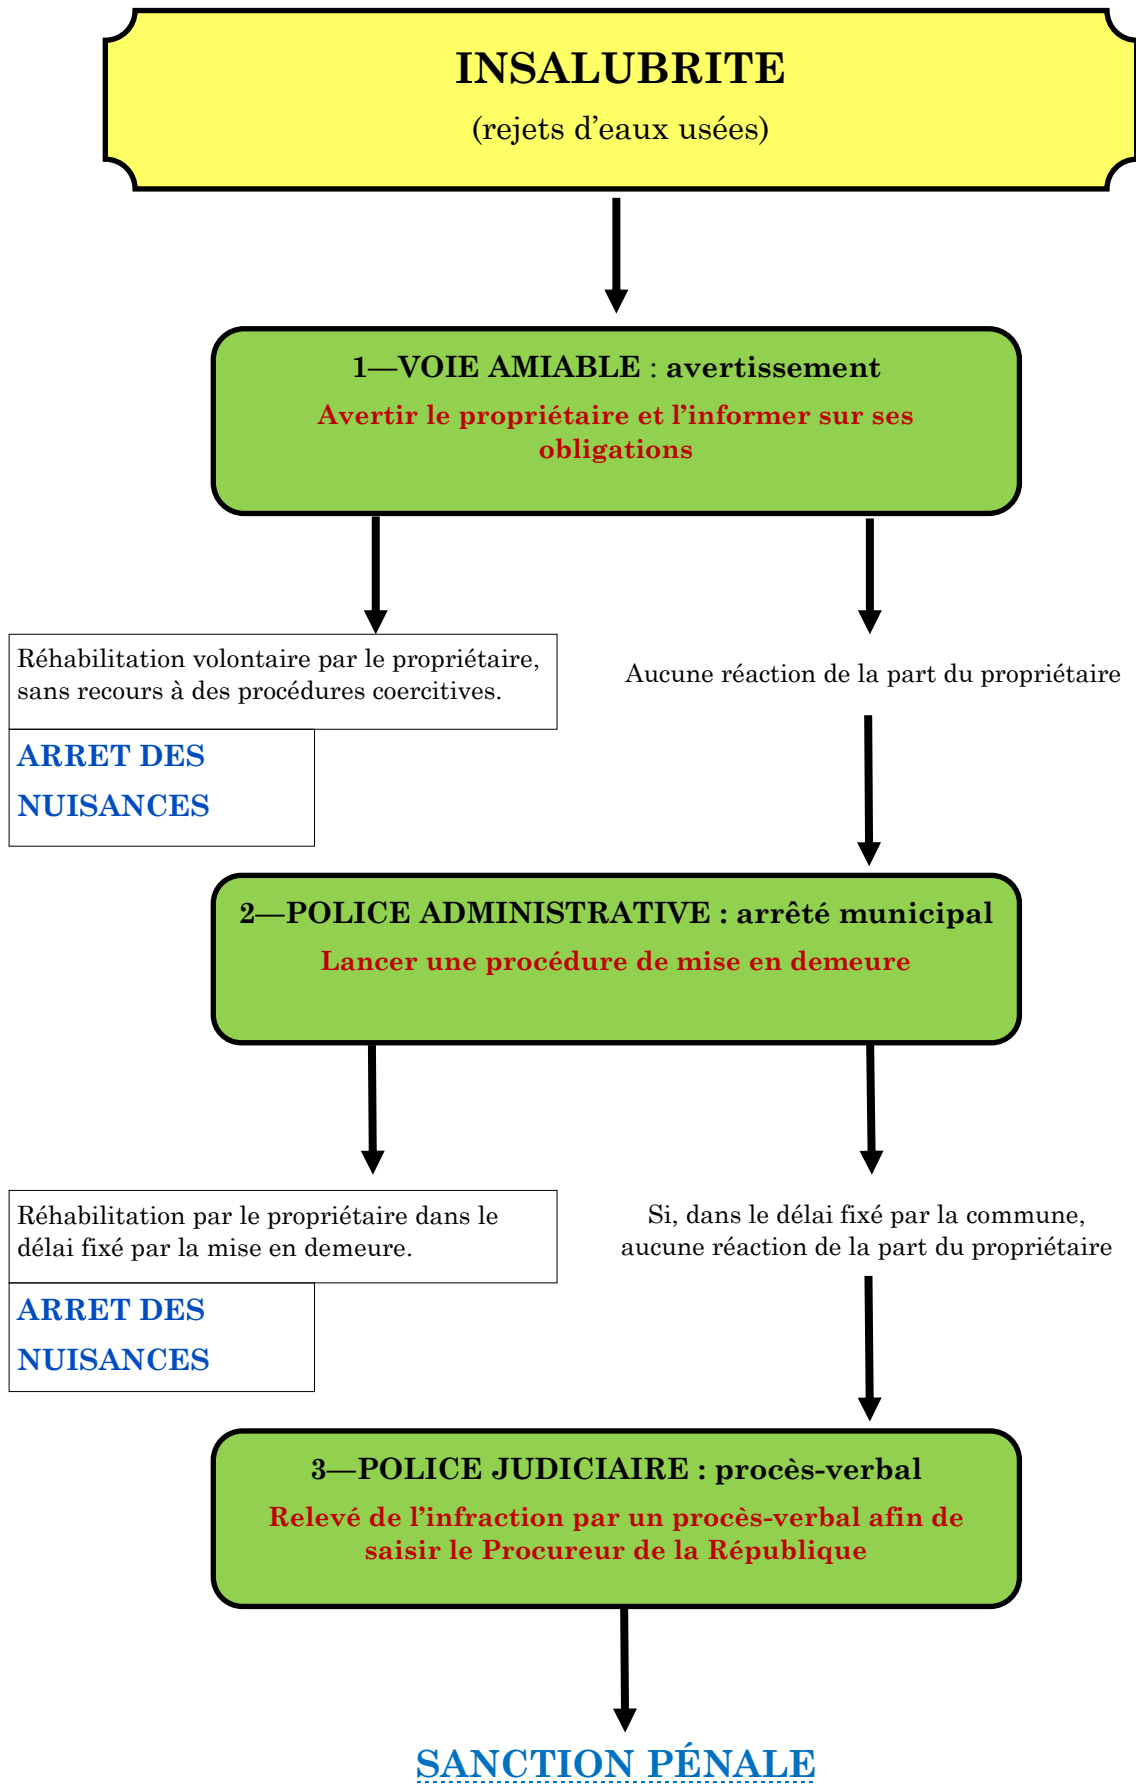 INSALUBRITE
(rejets d'eaux usées)
1—VOIE AMIABLE : avertissement
Avertir le propriétaire et l’informer sur ses
obligations
Réhabilitation volontaire par le propriétaire,
sans recours à des procédures coercitives.
ARRET DES
NUISANCES
Aucune réaction de la part du propriétaire
2—POLICE ADMINISTRATIVE : arrêté municipal
Lancer une procédure de mise en demeure
Réhabilitation par le propriétaire dans le
délai fixé par la mise en demeure.
ARRET DES
NUISANCES
Si, dans le délai fixé par la commune,
aucune réaction de la part du propriétaire
3—POLICE JUDICIAIRE : procès-verbal
Relevé de l’infraction par un procès-verbal afin de
saisir le Procureur de la République
SANCTION PÉNALE